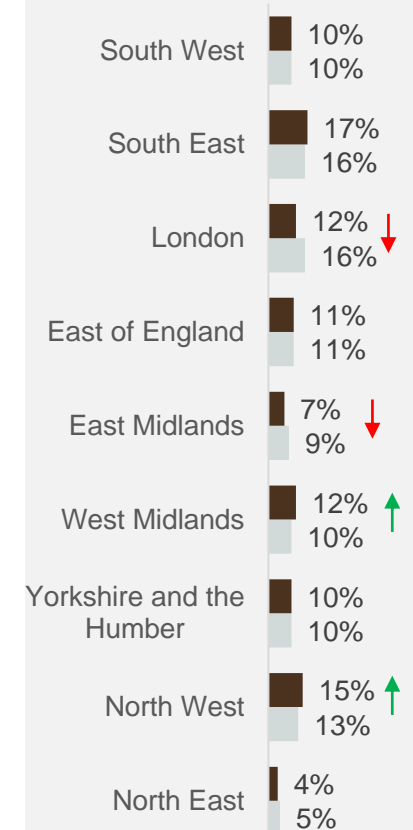 South West
10%
10%
South East
17%
16%
London
12%
16%
East of England
11%
11%
East Midlands
7%
9%
West Midlands
12%
10%
Yorkshire and the
Humber
10%
10%
North West
15%
13%
North East
4%
5%